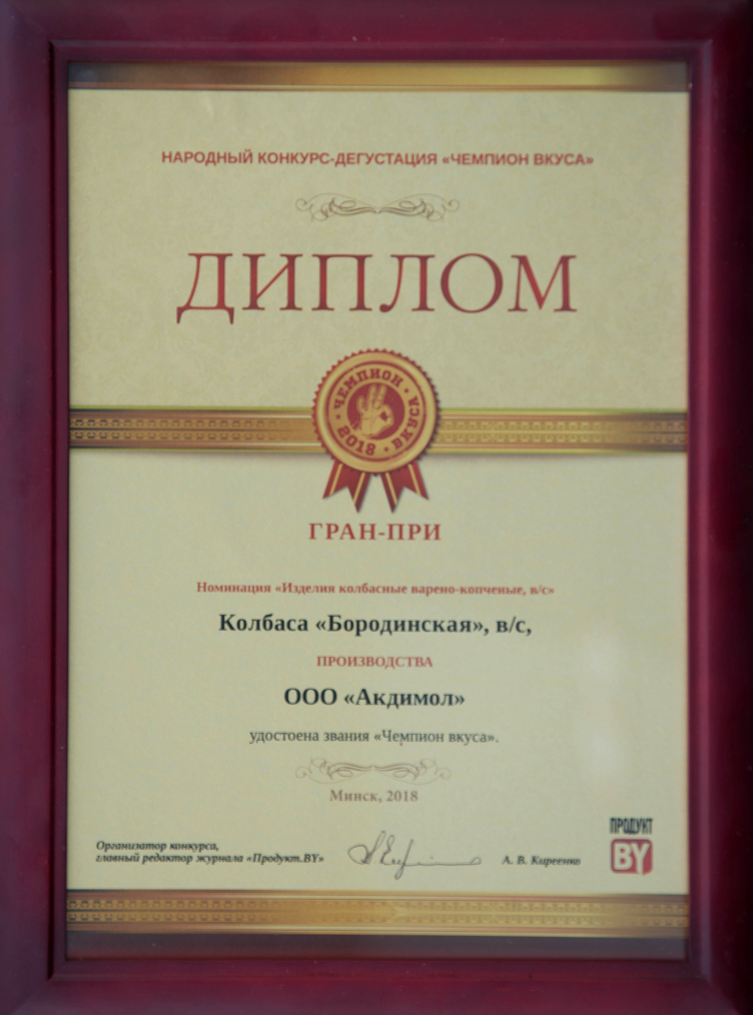 НАРОДНЫЙ КОНКУРС-ДЕГУСТАЦИЯ «ЧЕМПИОН ВКУСА»
ДИПЛОМ
ЧЕМПИОН ВКУСА 2018
ГРАН-ПРИ
Номинация «Изделия колбасные варено-копченые, в/с»
Колбаса «Бородинская», в/с,
ПРОИЗВОДСТВА
ООО «Акдимол»
удостоена звания «Чемпион вкуса».
Минск, 2018
Организатор конкурса,
главный редактор журнала «Продукт.BY»
А. В. Киреенко
ПРОДУКТ
BY